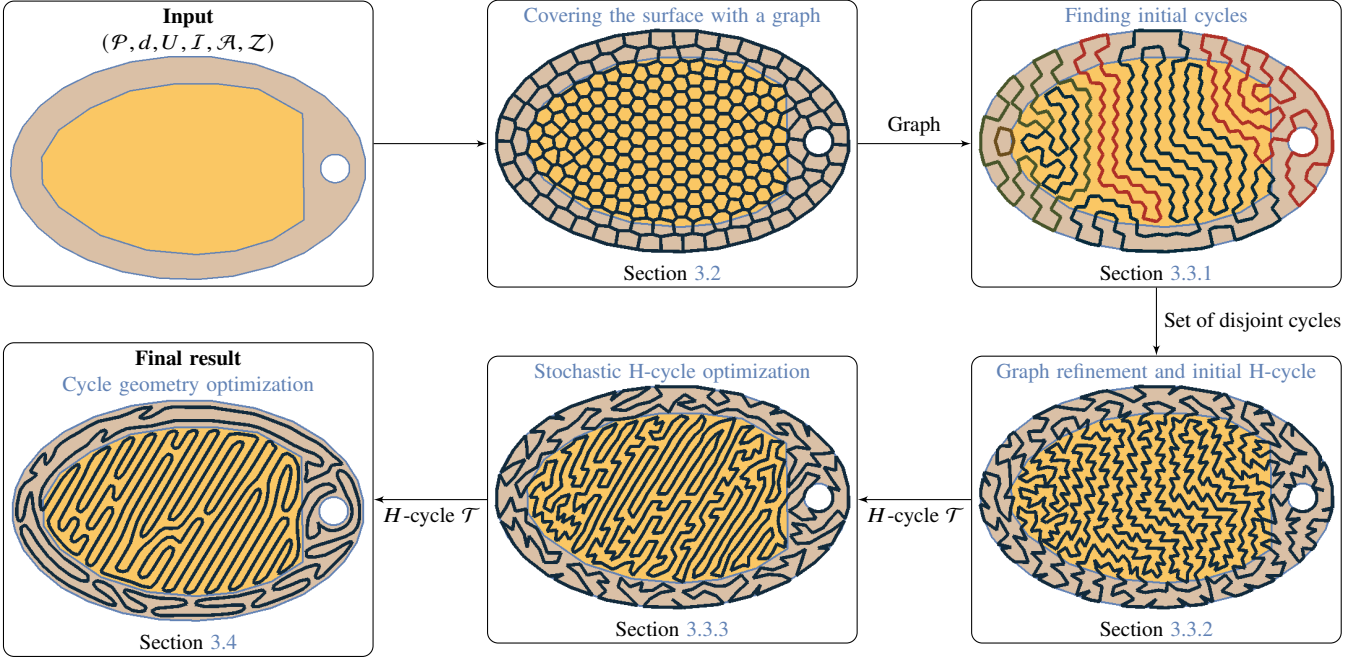 Input
(𝒫, d, U, I, 𝒜, 𝒵)
Covering the surface with a graph
Section 3.2
Graph
Finding initial cycles
Section 3.3.1
Set of disjoint cycles
Graph refinement and initial H-cycle
Section 3.3.2
H-cycle 𝒯
Stochastic H-cycle optimization
Section 3.3.3
H-cycle 𝒯
Final result
Cycle geometry optimization
Section 3.4